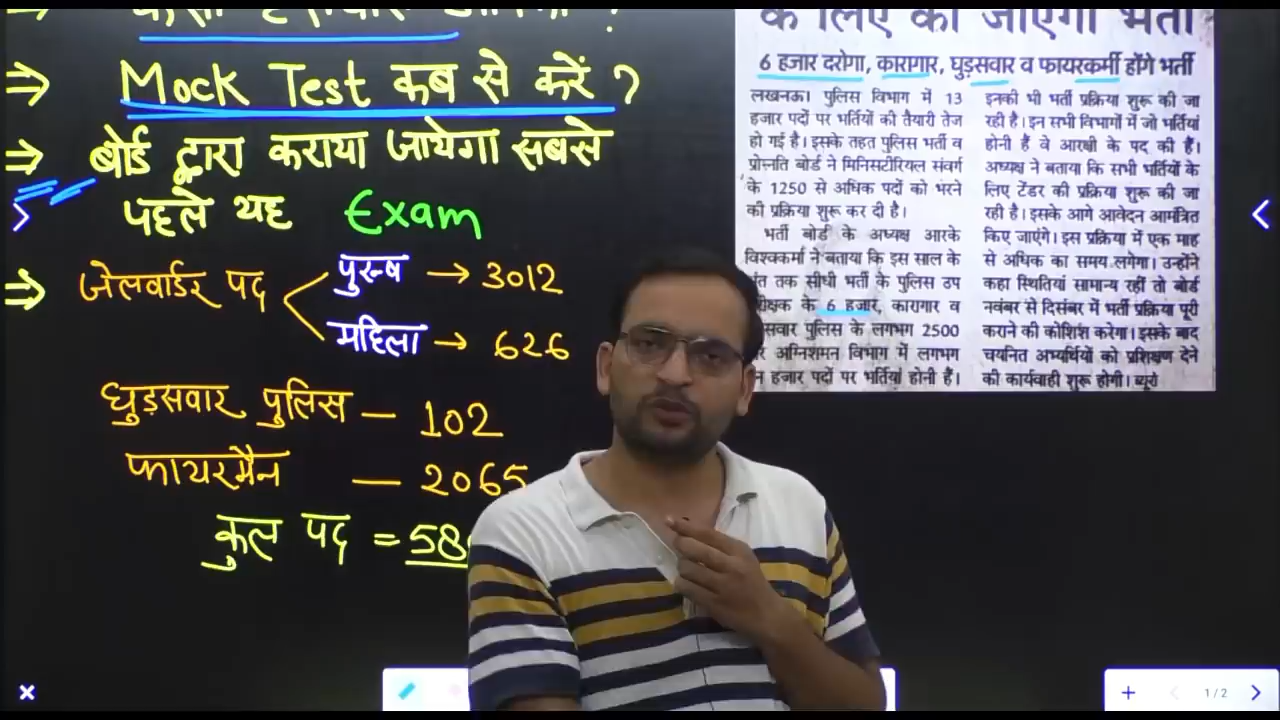 ⇒ Mock Test कब से करें ?
⇒ बोर्ड द्वारा कराया जायेगा सबसे
पहले यह Exam
⇒ जेलवार्डर पद
पुरुष → 3012
महिला → 626
घुड़सवार पुलिस — 102
फायरमैन — 2065
कुल पद = 58
के लिए की जाएगी भर्ती
6 हजार दरोगा, कारागार, घुड़सवार व फायरकर्मी होंगे भर्ती
लखनऊ। पुलिस विभाग में 13
हजार पदों पर भर्तियों की तैयारी तेज
हो गई है। इसके तहत पुलिस भर्ती व
प्रोन्नति बोर्ड ने मिनिसटीरियल संवर्ग
के 1250 से अधिक पदों को भरने
की प्रक्रिया शुरू कर दी है।
भर्ती बोर्ड के अध्यक्ष आरके
विश्वकर्मा ने बताया कि इस साल के
तक सीधी भर्ती के पुलिस उप
के 6 हजार, कारागार व
पुलिस के लगभग 2500
अग्निशमन विभाग में लगभग
हजार पदों पर भर्तियां होनी हैं।
इनकी भी भर्ती प्रक्रिया शुरू की जा
रही है। इन सभी विभागों में जो भर्तियां
होनी हैं वे आरक्षी के पद की हैं।
अध्यक्ष ने बताया कि सभी भर्तियों के
लिए टेंडर की प्रक्रिया शुरू की जा
रही है। इसके आगे आवेदन आमंत्रित
किए जाएंगे। इस प्रक्रिया में एक माह
से अधिक का समय लगेगा। उन्होंने
कहा स्थितियां सामान्य रहीं तो बोर्ड
नवंबर से दिसंबर में भर्ती प्रक्रिया पूरी
कराने की कोशिश करेगा। इसके बाद
चयनित अभ्यर्थियों को प्रशिक्षण देने
की कार्यवाही शुरू होगी। ब्यूरो
1/2